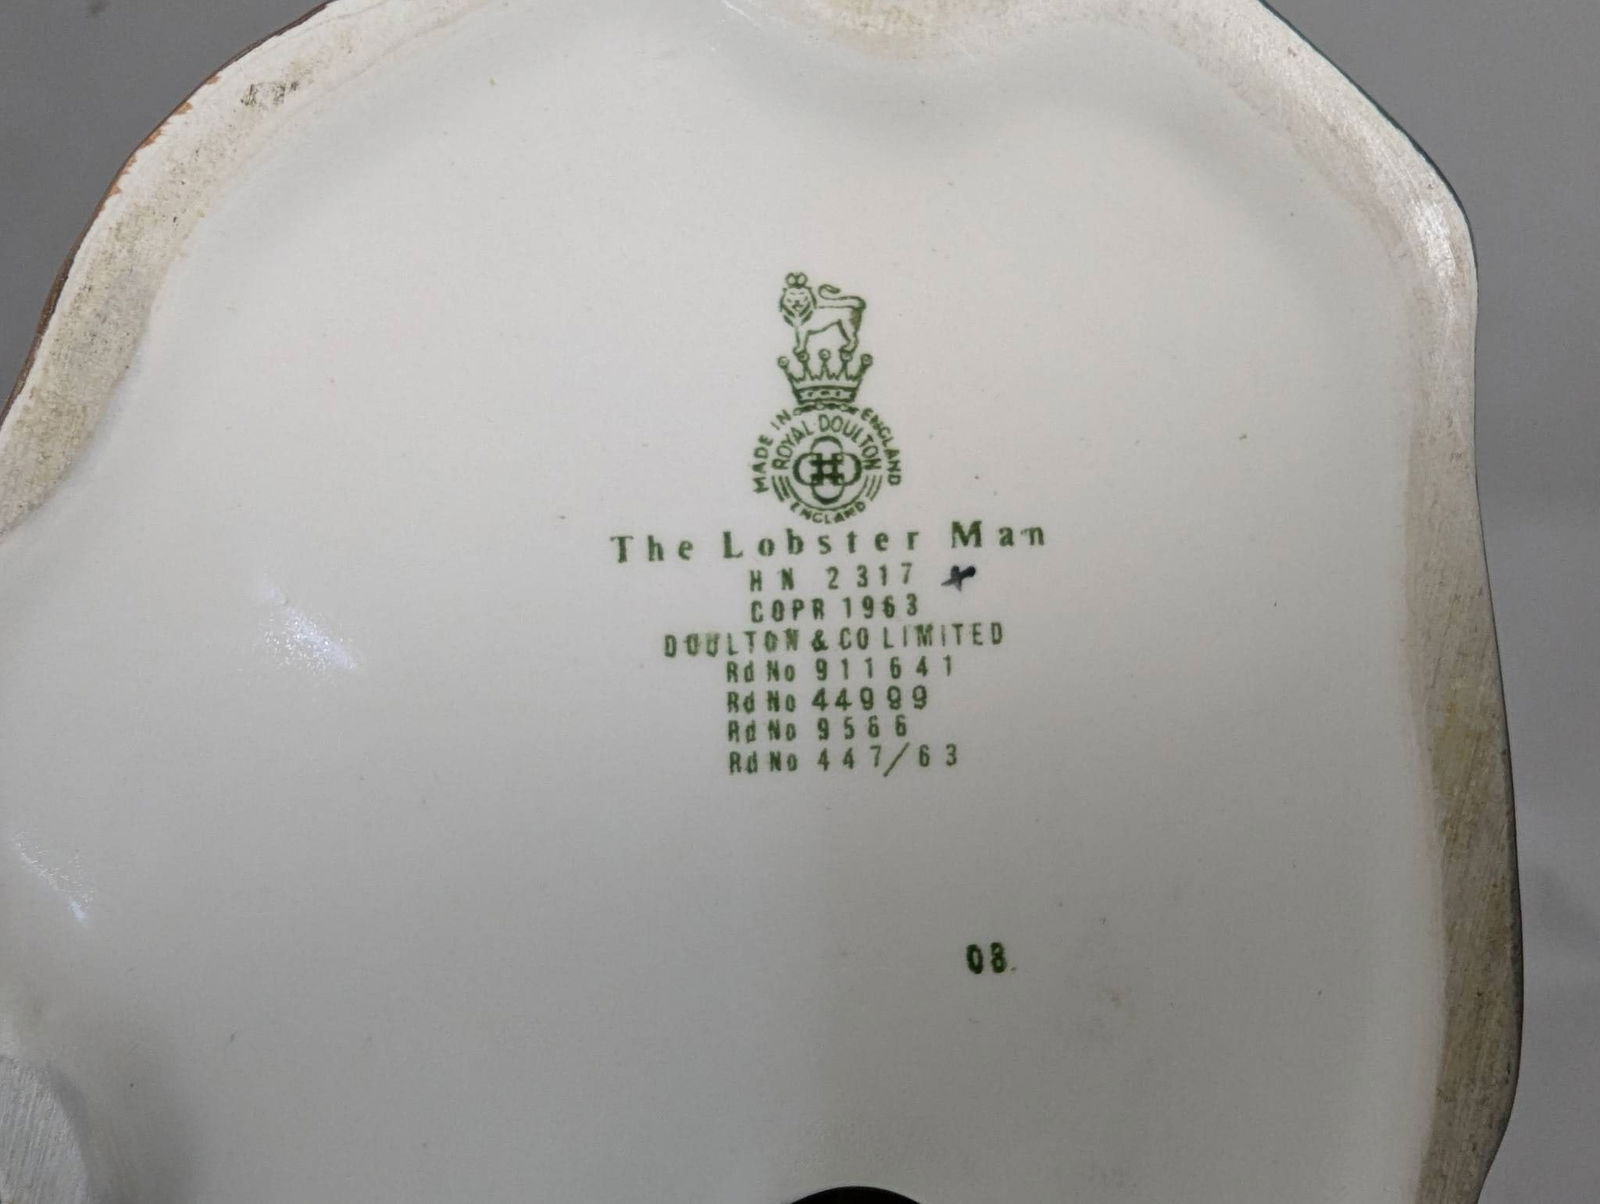 MADE IN ENGLAND
ROYAL DOULTON
ENGLAND
The Lobster Man
HN 2317
COPR 1963
DOULTON & CO LIMITED
Rd No 911641
Rd No 44999
Rd No 9566
Rd No 447/63
08.